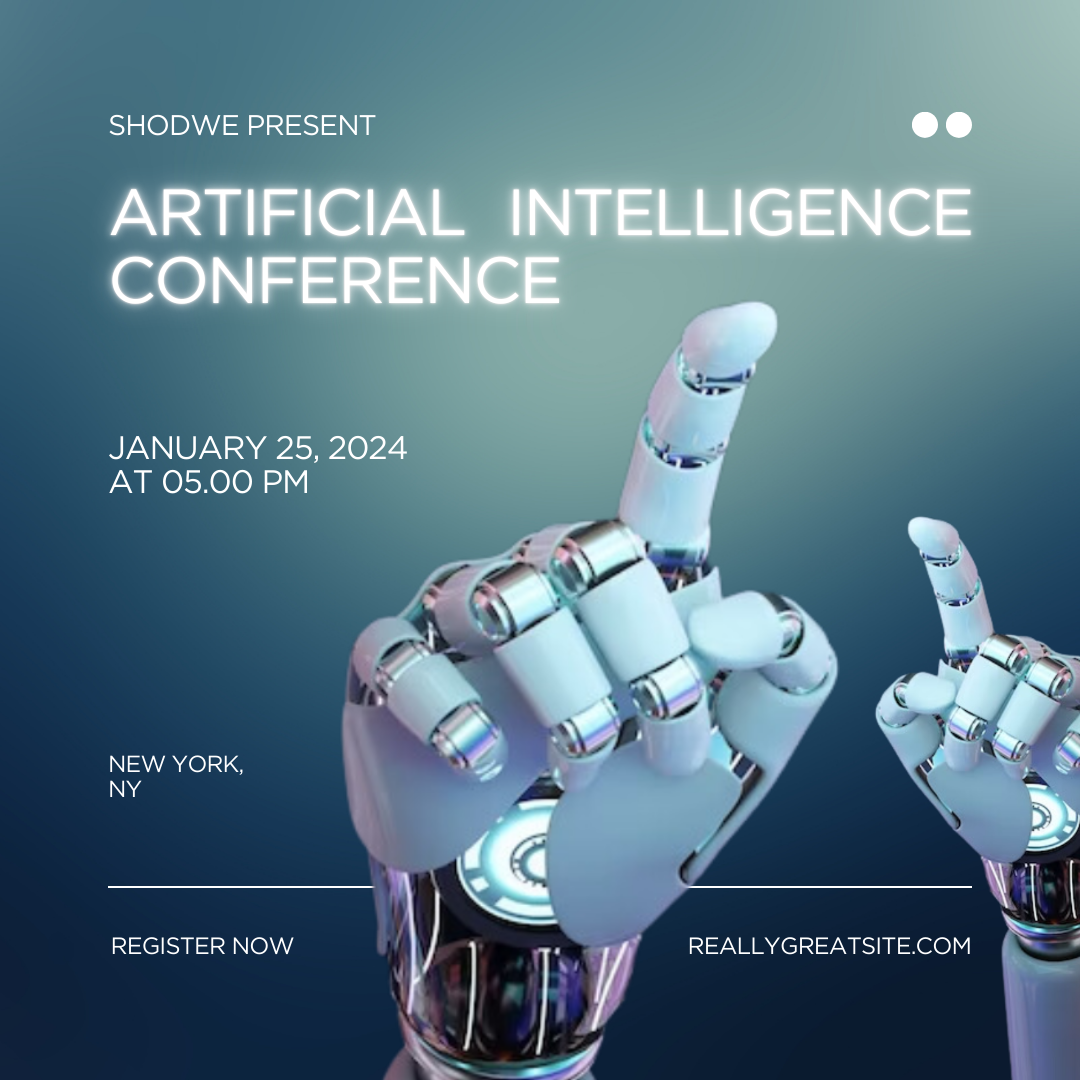 SHODWE PRESENT
ARTIFICIAL INTELLIGENCE
CONFERENCE
JANUARY 25, 2024
AT 05.00 PM
NEW YORK,
NY
REGISTER NOW
REALLYGREATSITE.COM